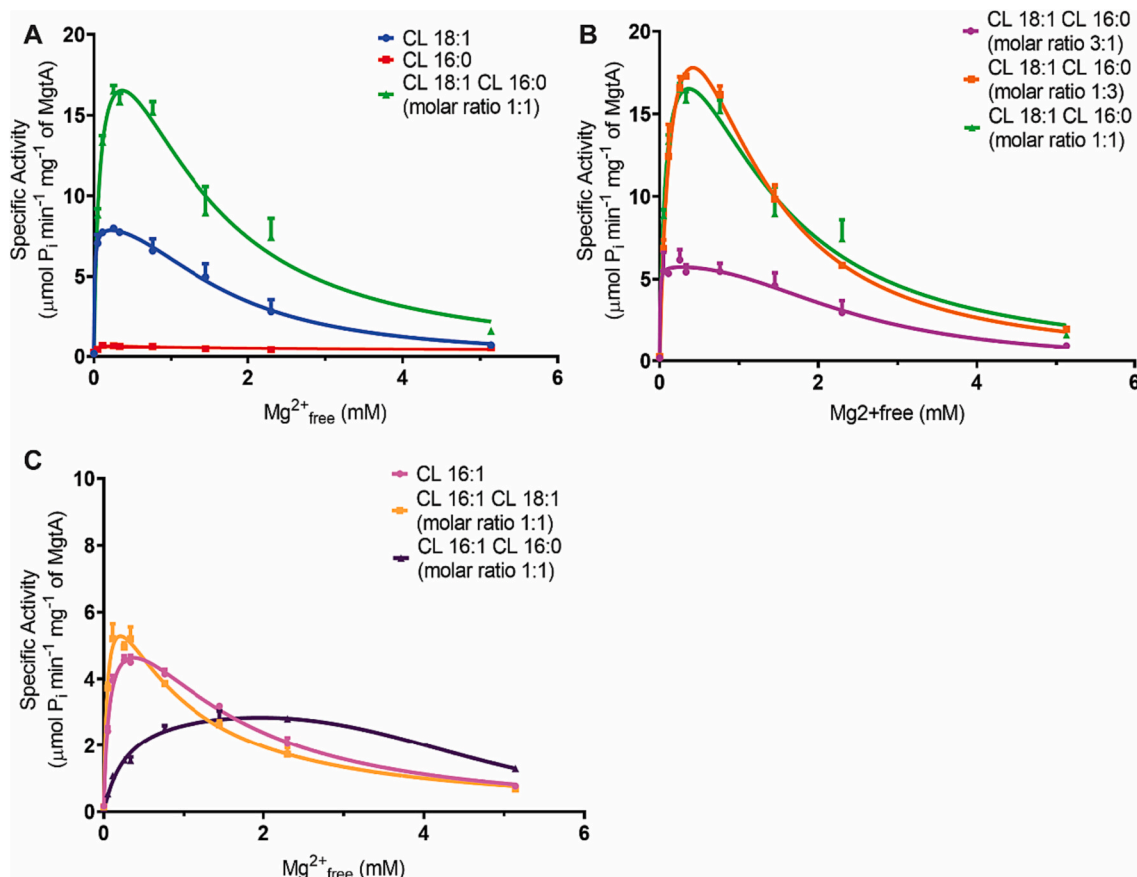 A
Specific Activity
(μmol Pi min-1 mg-1 of MgtA)
20
15
10
5
0
0
2
4
6
Mg2+free (mM)
CL 18:1
CL 16:0
CL 18:1 CL 16:0
(molar ratio 1:1)
B
Specific Activity
(μmol Pi min-1 mg-1 of MgtA)
20
15
10
5
0
0
2
4
6
Mg2+free (mM)
CL 18:1 CL 16:0
(molar ratio 3:1)
CL 18:1 CL 16:0
(molar ratio 1:3)
CL 18:1 CL 16:0
(molar ratio 1:1)
C
Specific Activity
(μmol Pi min-1 mg-1 of MgtA)
10
8
6
4
2
0
0
2
4
6
Mg2+free (mM)
CL 16:1
CL 16:1 CL 18:1
(molar ratio 1:1)
CL 16:1 CL 16:0
(molar ratio 1:1)